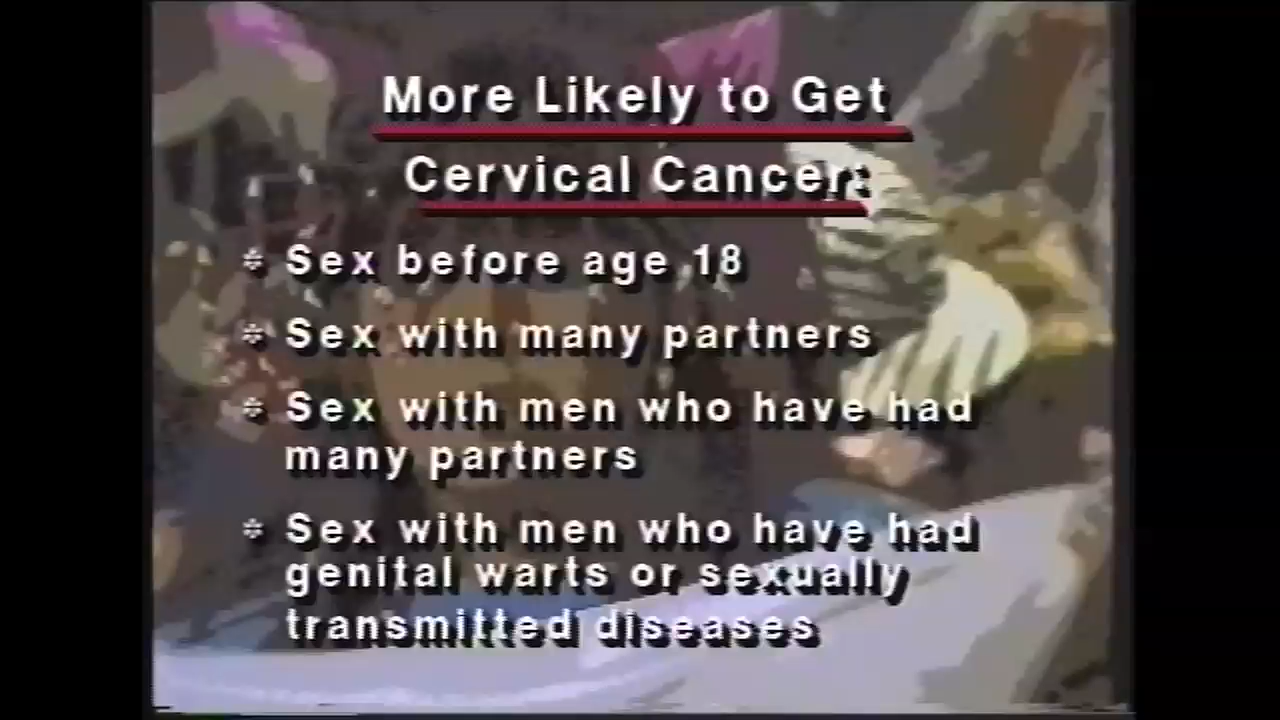 More Likely to Get
Cervical Cancer:
* Sex before age 18
* Sex with many partners
* Sex with men who have had
many partners
* Sex with men who have had
genital warts or sexually
transmitted diseases